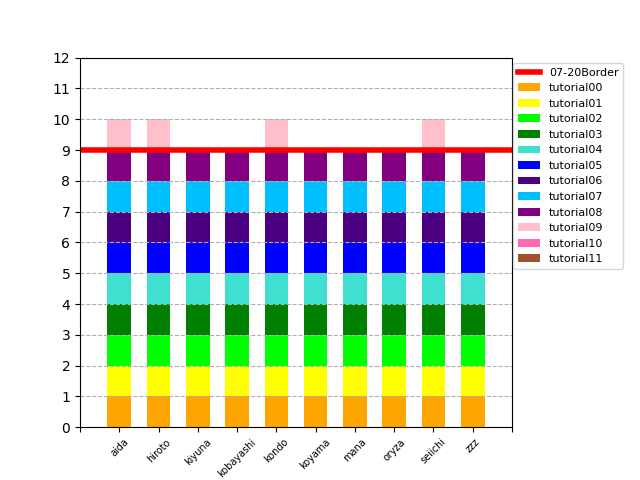 12
11
10
9
8
7
6
5
4
3
2
1
0
aida
hiroto
kiyuna
kobayashi
kondo
koyama
mana
oryza
seiichi
zzz
07-20Border
tutorial00
tutorial01
tutorial02
tutorial03
tutorial04
tutorial05
tutorial06
tutorial07
tutorial08
tutorial09
tutorial10
tutorial11